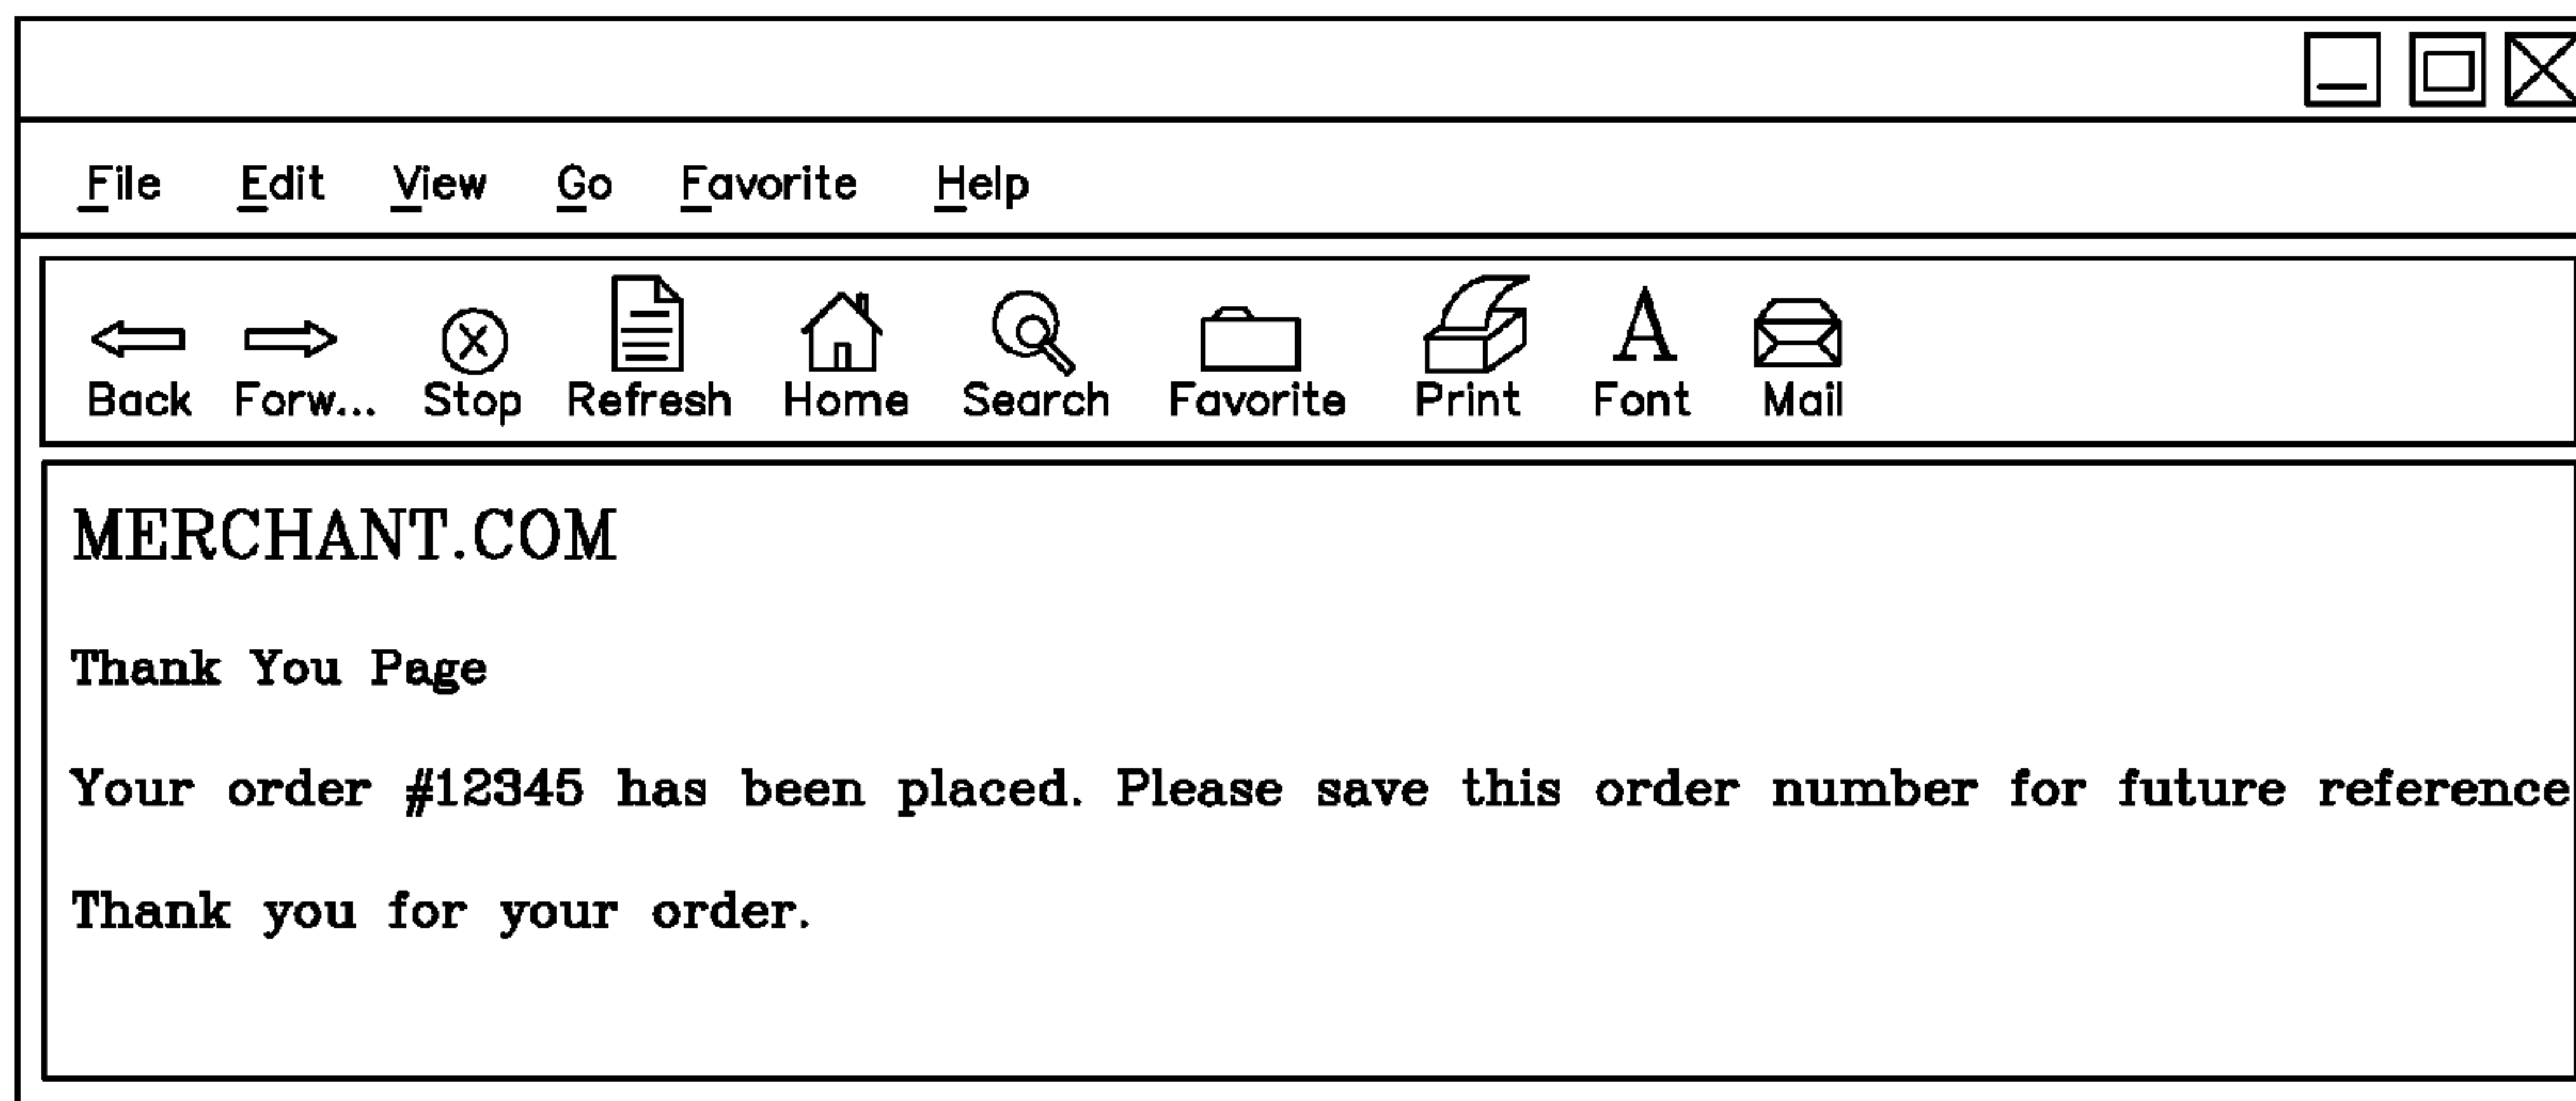 File Edit View Go Favorite Help
Back Forw... Stop Refresh Home Search Favorite Print Font Mail
MERCHANT.COM
Thank You Page
Your order #12345 has been placed. Please save this order number for future reference
Thank you for your order.